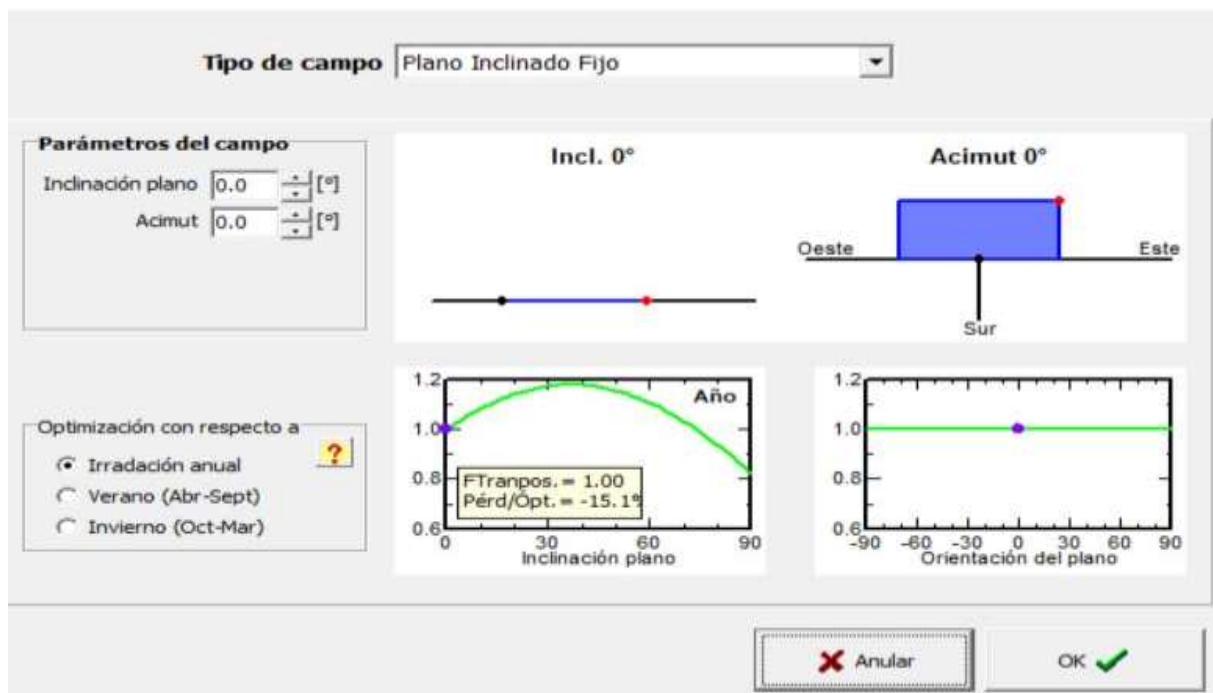 Tipo de campo Plano Inclinado Fijo
Parámetros del campo
Inclinación plano 0.0 [º]
Acimut 0.0 [º]
Incl. 0°
Acimut 0°
Oeste Este
Sur
Optimización con respecto a
?
Irradación anual
Verano (Abr-Sept)
Invierno (Oct-Mar)
1.2
1.0
0.8
0.6
Año
FTranpos.= 1.00
Pérd/Ópt.= -15.1%
0 30 60 90
Inclinación plano
1.2
1.0
0.8
0.6
-90 -60 -30 0 30 60 90
Orientación del plano
Anular
OK